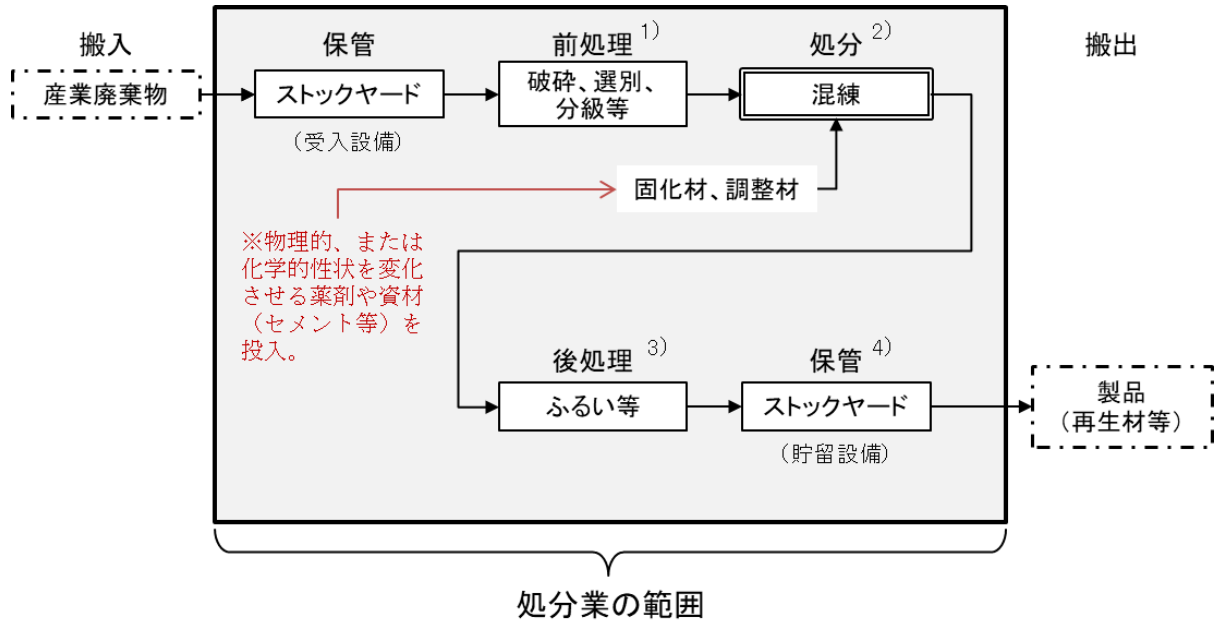 搬入
保管
前処理 1)
処分 2)
搬出
産業廃棄物
ストックヤード
破砕、選別、
分級等
混練
（受入設備）
固化材、調整材
※物理的、または
化学的性状を変化
させる薬剤や資材
（セメント等）を
投入。
後処理 3)
保管 4)
ふるい等
ストックヤード
製品
（再生材等）
（貯留設備）
処分業の範囲